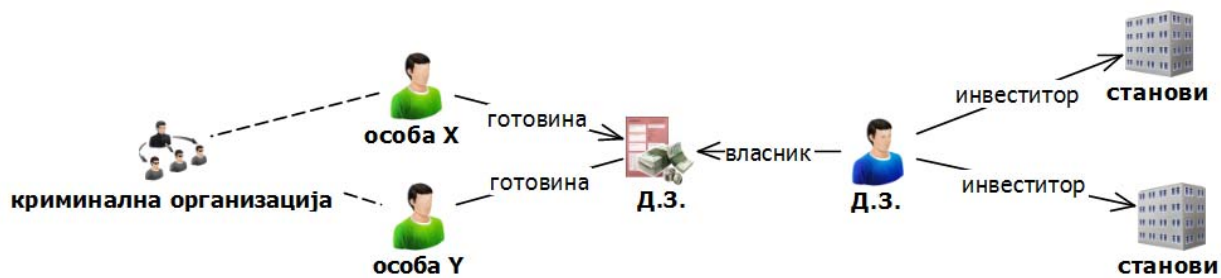 криминална организација
особа X
особа Y
готовина
готовина
Д.З.
власник
Д.З.
инвеститор
инвеститор
станови
станови